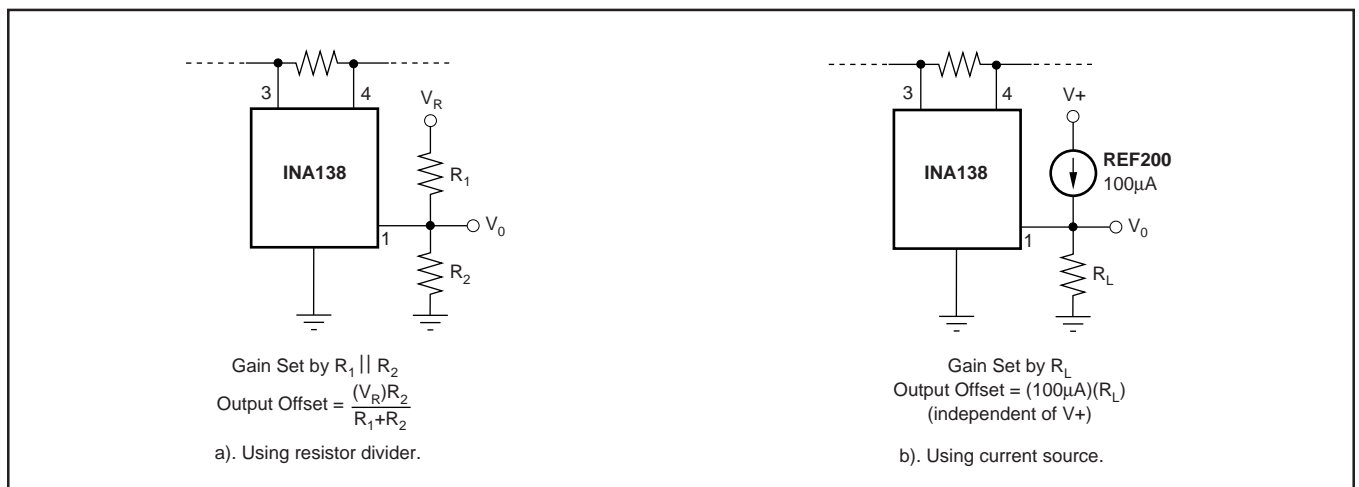 3
4
V_R
INA138
R_1
1
V_0
R_2
Gain Set by R_1 || R_2
Output Offset = (V_R)R_2
R_1+R_2
a). Using resistor divider.
3
4
V+
INA138
REF200
100μA
1
V_0
R_L
Gain Set by R_L
Output Offset = (100μA)(R_L)
(independent of V+)
b). Using current source.